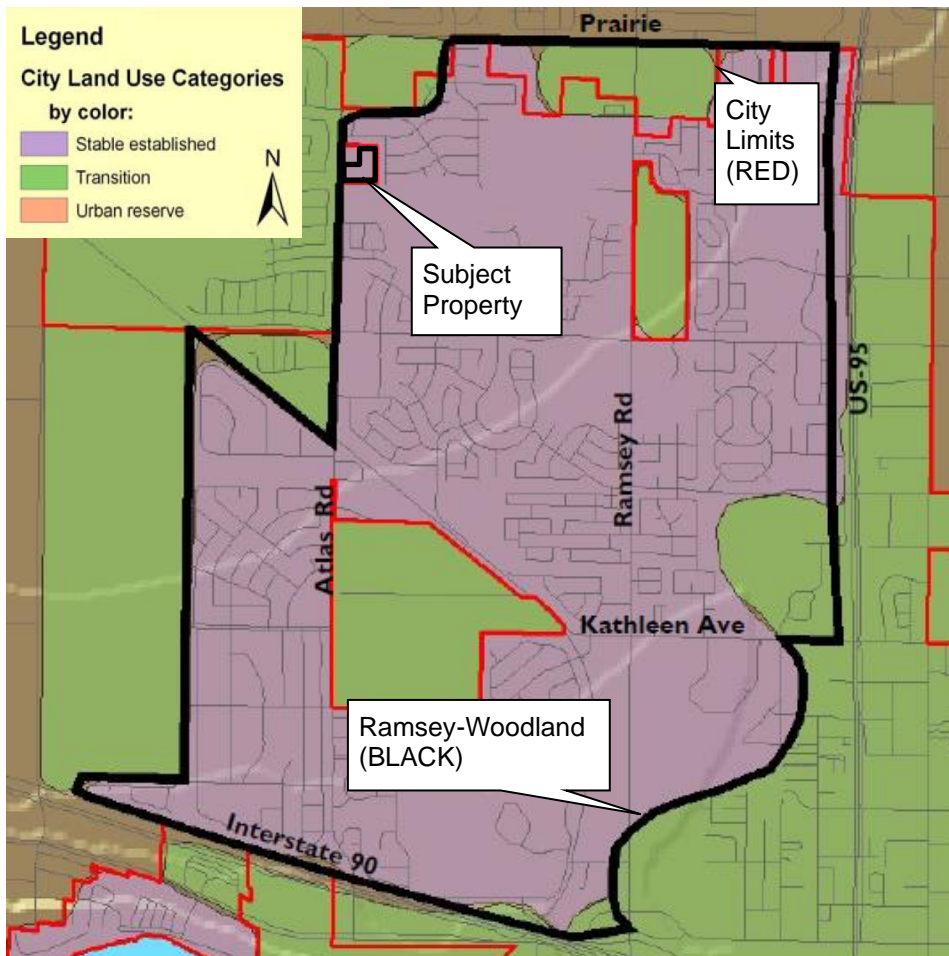 Legend
City Land Use Categories
by color:
Stable established
Transition
Urban reserve
N
Prairie
City
Limits
(RED)
Subject
Property
US-95
Ramsey Rd
Atlas Rd
Kathleen Ave
Ramsey-Woodland
(BLACK)
Interstate 90